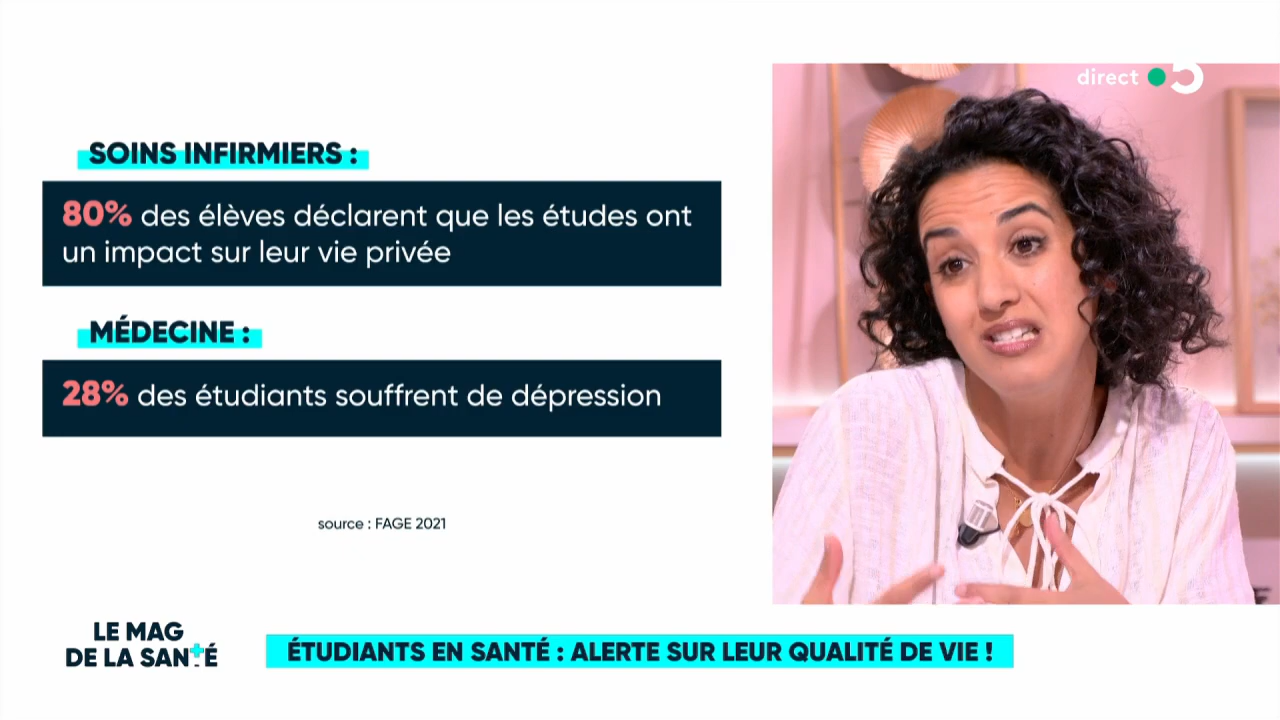 direct 5
SOINS INFIRMIERS :
80% des élèves déclarent que les études ont
un impact sur leur vie privée
MÉDECINE :
28% des étudiants souffrent de dépression
source : FAGE 2021
LE MAG
DE LA SANTÉ
ÉTUDIANTS EN SANTÉ : ALERTE SUR LEUR QUALITÉ DE VIE !